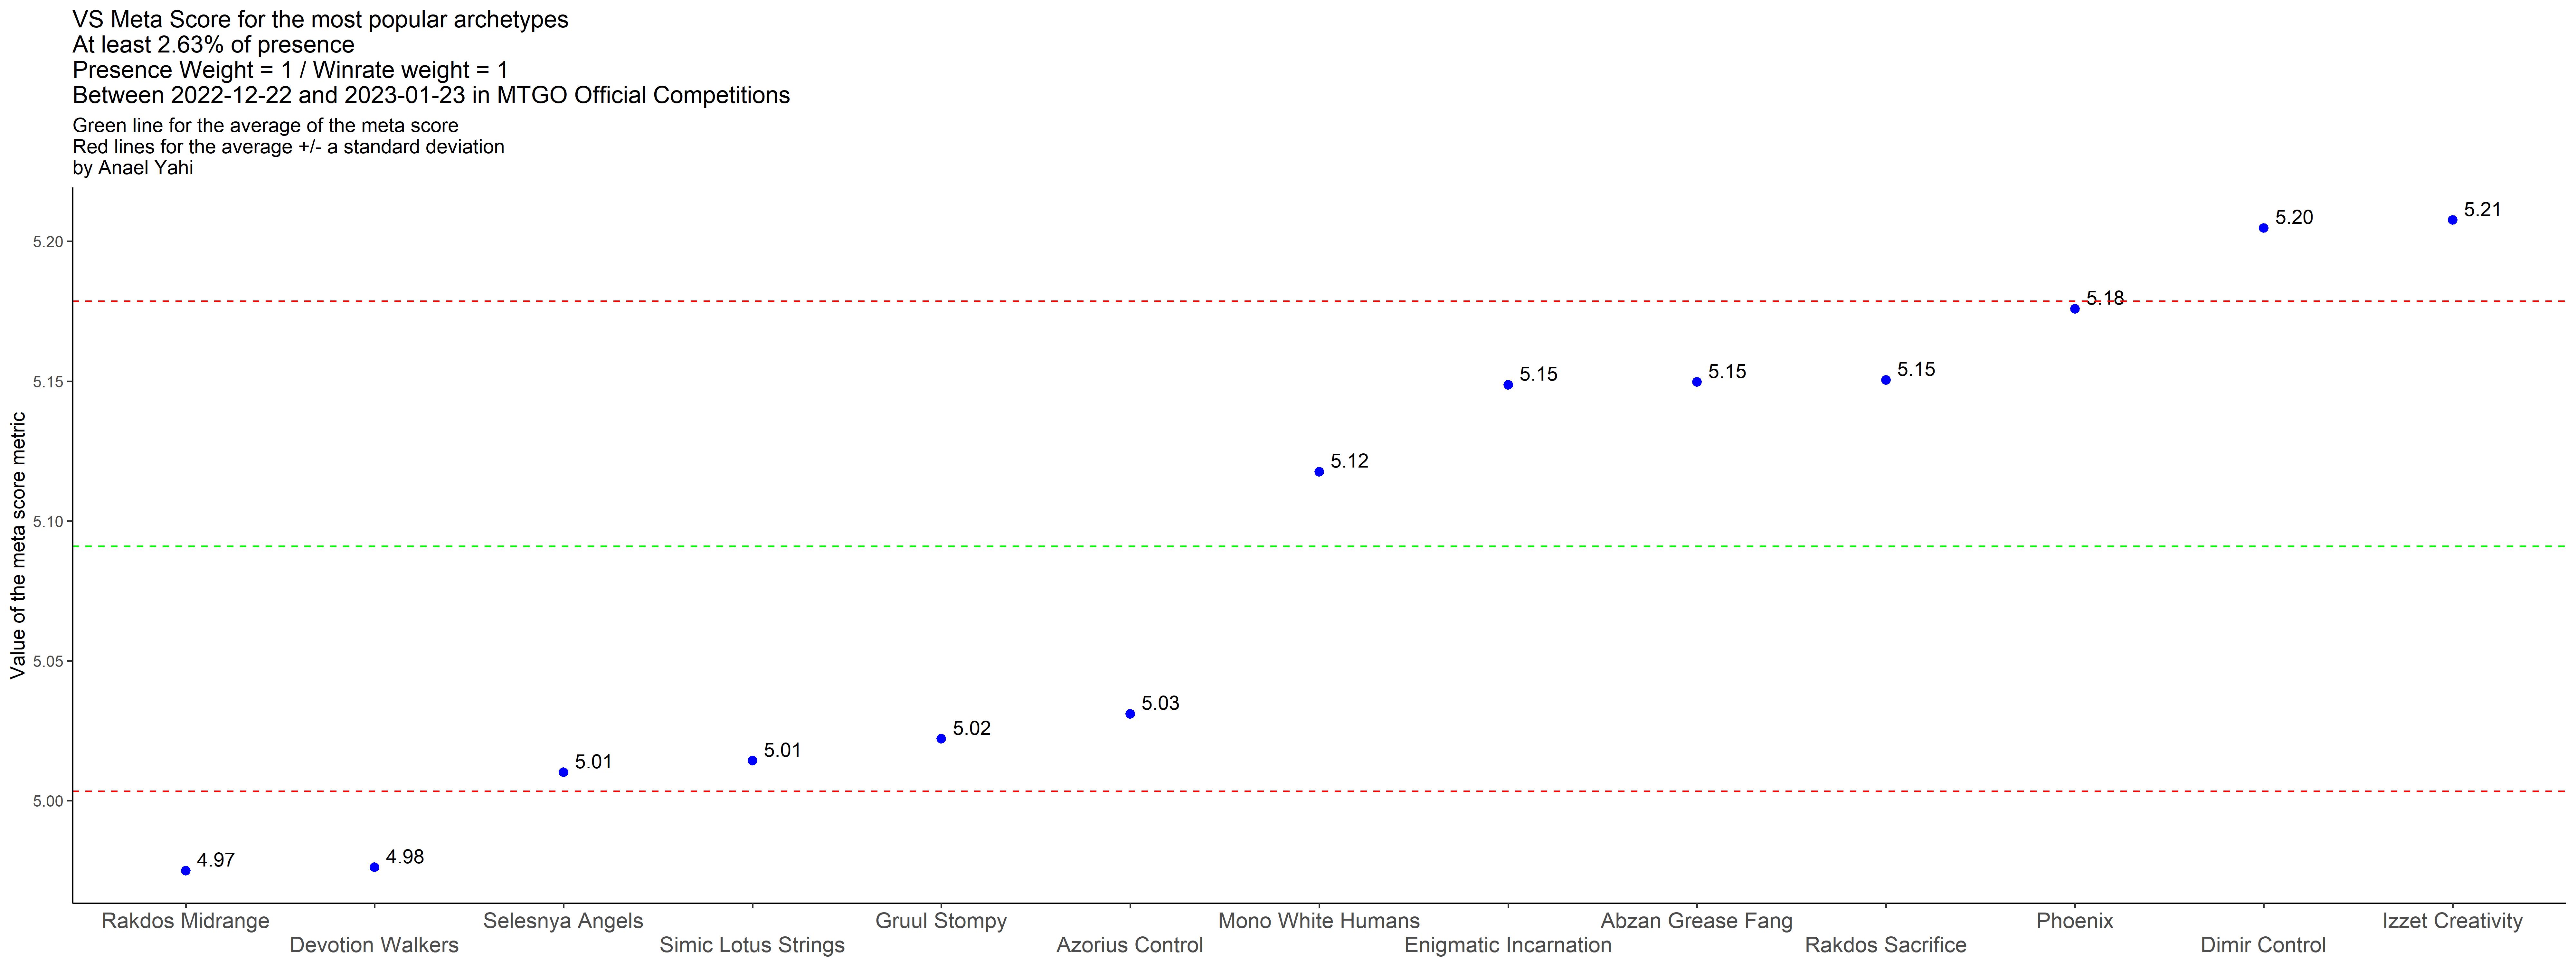 VS Meta Score for the most popular archetypes
At least 2.63% of presence
Presence Weight = 1 / Winrate weight = 1
Between 2022-12-22 and 2023-01-23 in MTGO Official Competitions
Green line for the average of the meta score
Red lines for the average +/- a standard deviation
by Anael Yahi
Value of the meta score metric
5.20
5.15
5.10
5.05
5.00
4.97
4.98
5.01
5.01
5.02
5.03
5.12
5.15
5.15
5.15
5.18
5.20
5.21
Rakdos Midrange
Devotion Walkers
Selesnya Angels
Simic Lotus Strings
Gruul Stompy
Azorius Control
Mono White Humans
Enigmatic Incarnation
Abzan Grease Fang
Rakdos Sacrifice
Phoenix
Dimir Control
Izzet Creativity